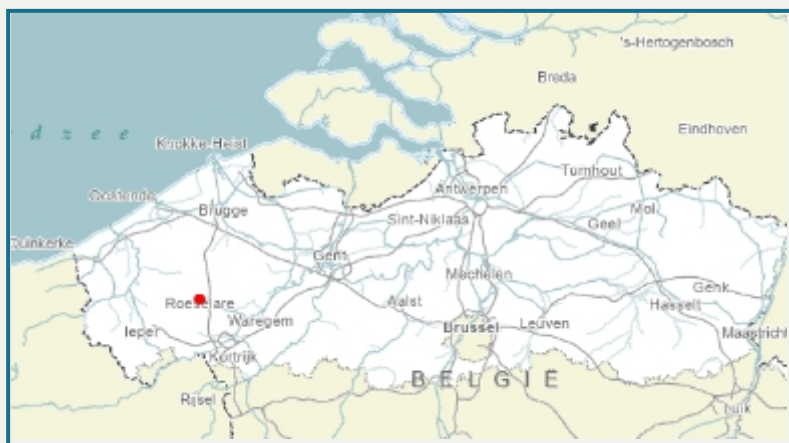 's-Hertogenbosch
Breda
d z e e
Eindhoven
Knokke-Heist
Turnhout
Antwerpen
Oostende
Brugge
Mol
Sint-Niklaas
Geel
Duinkerke
Gent
Mechelen
Genk
Roeselare
Aalst
Hasselt
Waregem
Brussel
Leuven
Ieper
Maastricht
Kortrijk
BELGIË
Rijsel
Luik